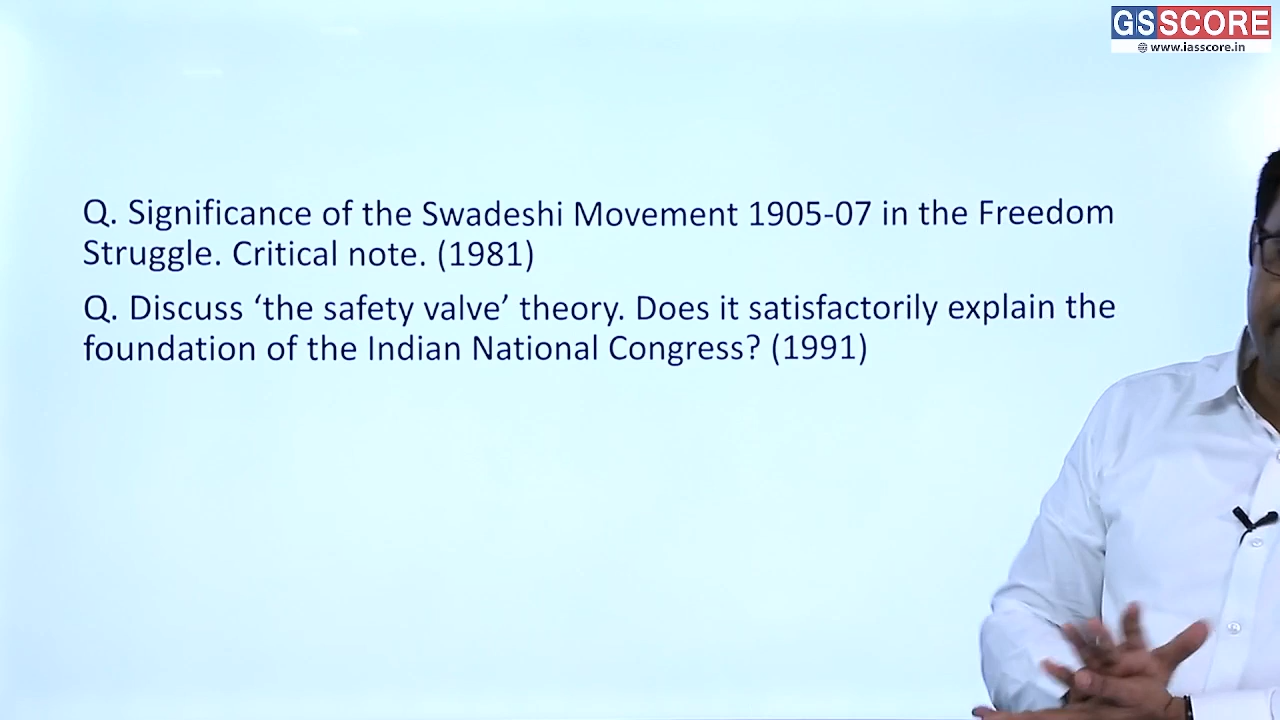 GSSCORE
www.iasscore.in
Q. Significance of the Swadeshi Movement 1905-07 in the Freedom
Struggle. Critical note. (1981)
Q. Discuss ‘the safety valve’ theory. Does it satisfactorily explain the
foundation of the Indian National Congress? (1991)